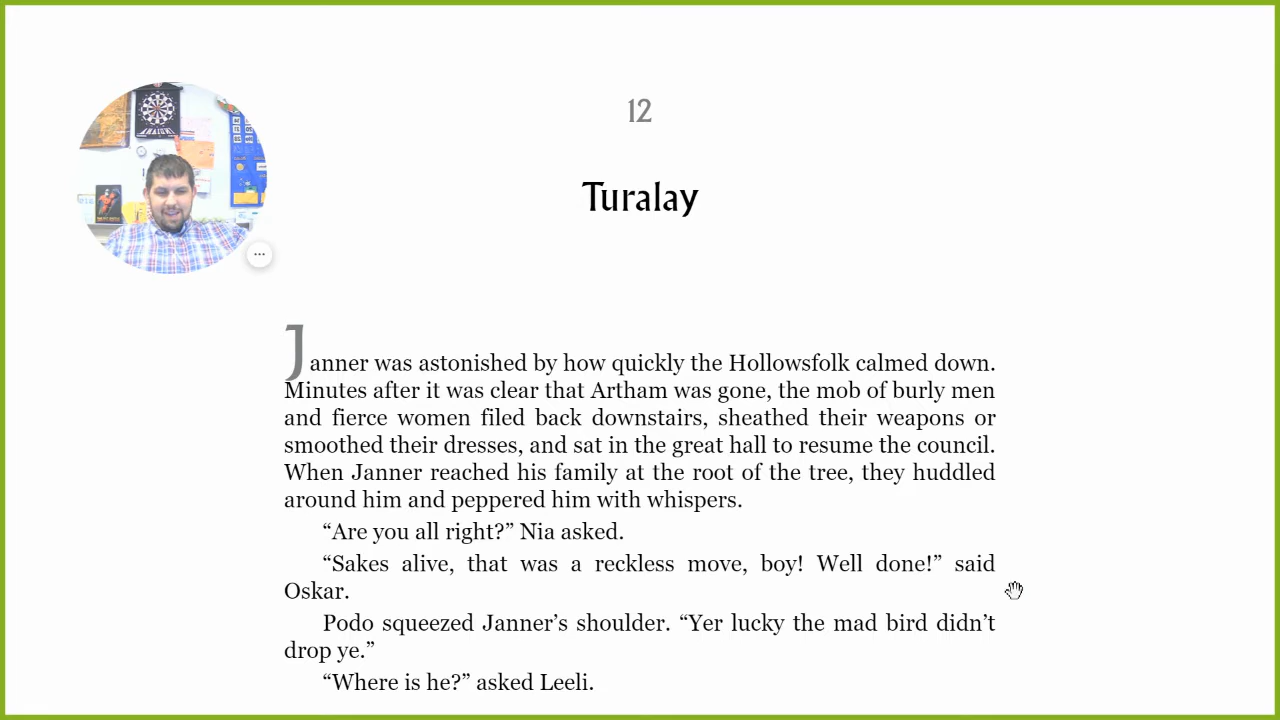 12
Turalay
Janner was astonished by how quickly the Hollowsfolk calmed down.
Minutes after it was clear that Artham was gone, the mob of burly men
and fierce women filed back downstairs, sheathed their weapons or
smoothed their dresses, and sat in the great hall to resume the council.
When Janner reached his family at the root of the tree, they huddled
around him and peppered him with whispers.
“Are you all right?” Nia asked.
“Sakes alive, that was a reckless move, boy! Well done!” said
Oskar.
Podo squeezed Janner’s shoulder. “Yer lucky the mad bird didn’t
drop ye.”
“Where is he?” asked Leeli.